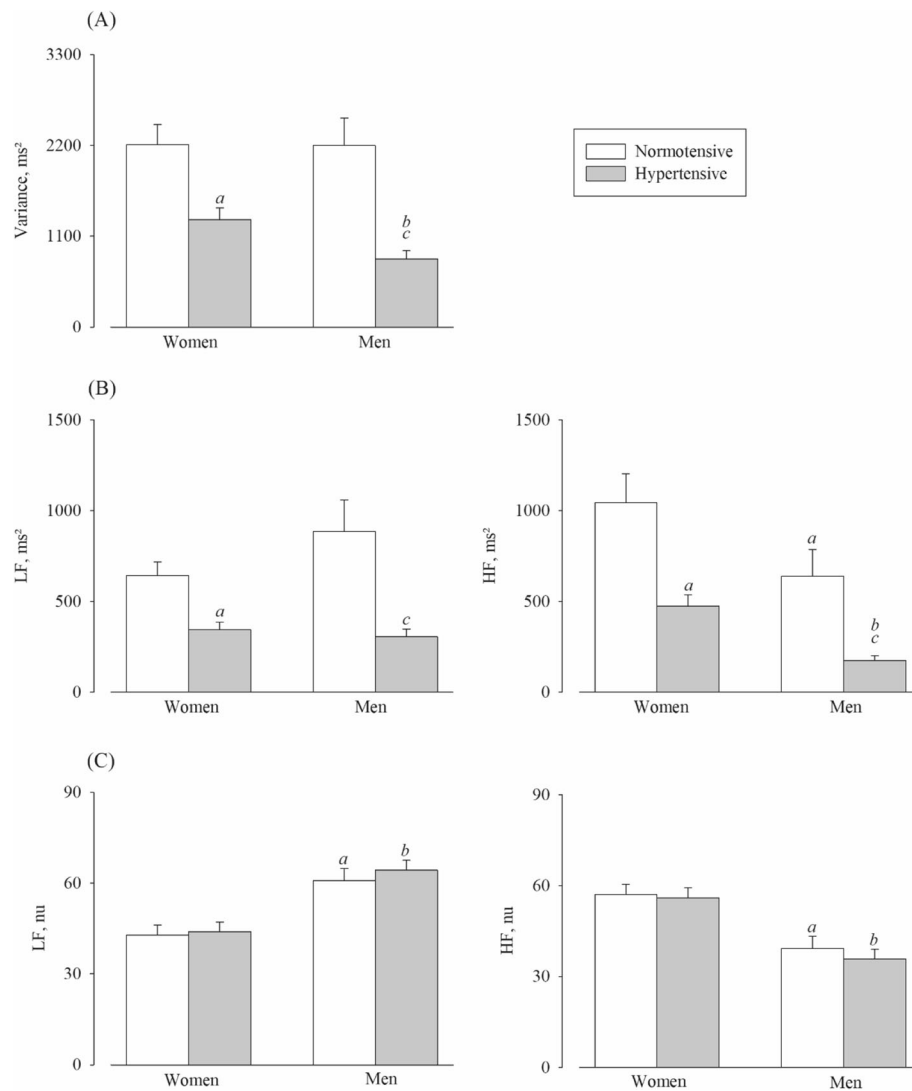 (A)
Variance, ms²
3300
2200
1100
0
a
b
c
Women
Men
Normotensive
Hypertensive
(B)
LF, ms²
1500
1000
500
0
a
c
Women
Men
HF, ms²
1500
1000
500
0
a
a
b
c
Women
Men
(C)
LF, nu
90
60
30
0
a
b
Women
Men
HF, nu
90
60
30
0
a
b
Women
Men